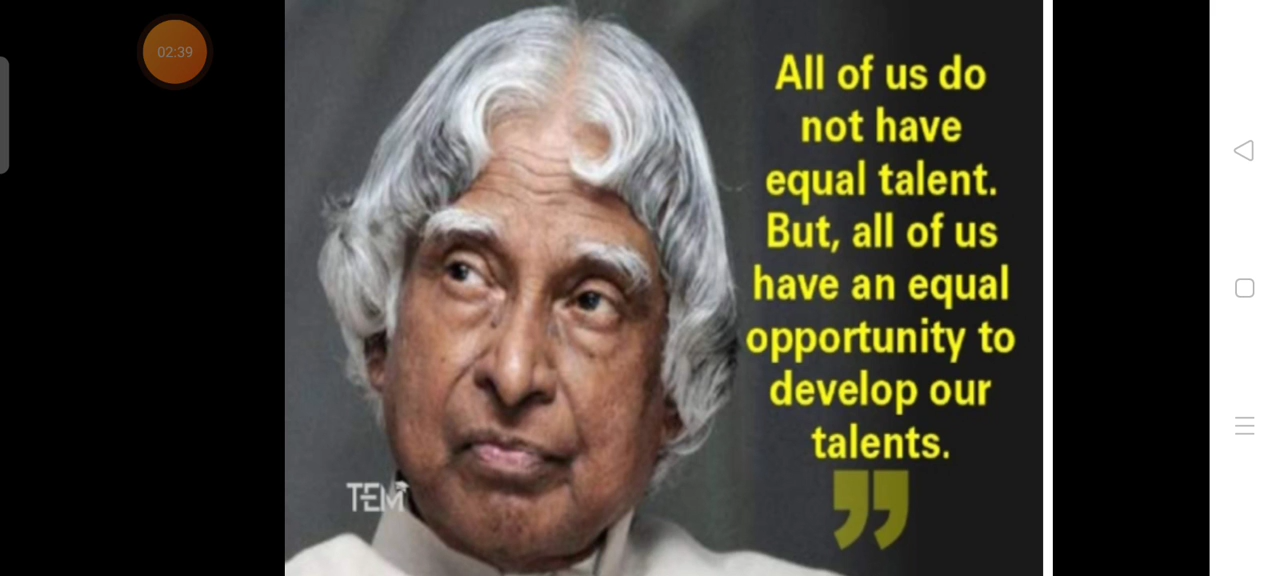 02:39
All of us do
not have
equal talent.
But, all of us
have an equal
opportunity to
develop our
talents.
”
TEM